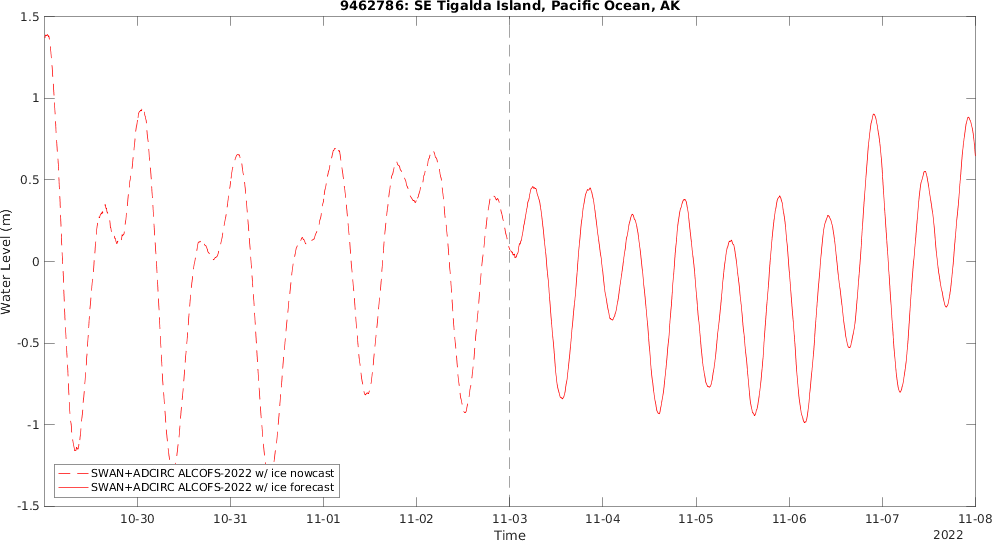 9462786: SE Tigalda Island, Pacific Ocean, AK
1.5
1
0.5
0
-0.5
-1
-1.5
Water Level (m)
SWAN+ADCIRC ALCOFS-2022 w/ ice nowcast
SWAN+ADCIRC ALCOFS-2022 w/ ice forecast
10-30 10-31 11-01 11-02 11-03 11-04 11-05 11-06 11-07 11-08
Time
2022